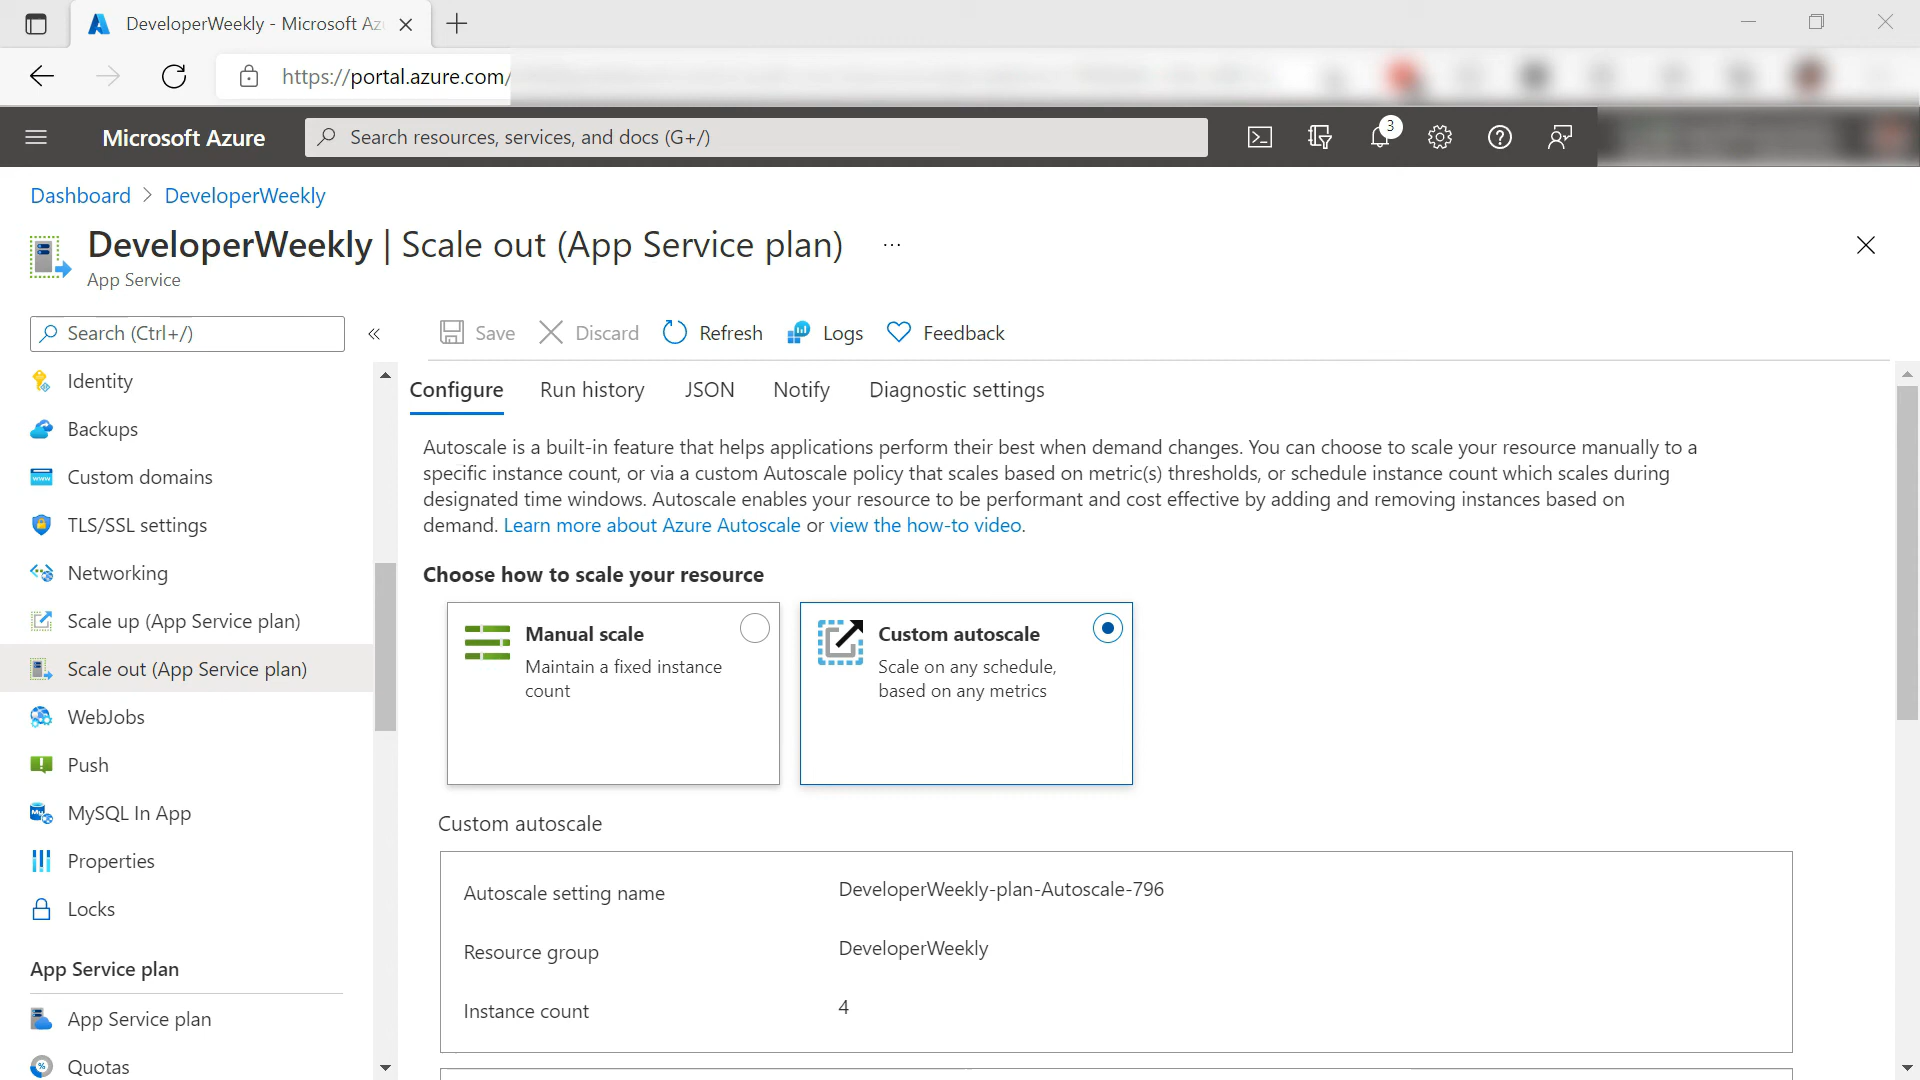 DeveloperWeekly - Microsoft Az
https://portal.azure.com/
Microsoft Azure
Search resources, services, and docs (G+/)
3
Dashboard > DeveloperWeekly
DeveloperWeekly | Scale out (App Service plan) ...
App Service
Search (Ctrl+/)
«
Save
Discard
Refresh
Logs
Feedback
Identity
Backups
Custom domains
www
TLS/SSL settings
Networking
Scale up (App Service plan)
Scale out (App Service plan)
WebJobs
Push
MySQL In App
My
Properties
Locks
App Service plan
App Service plan
Quotas
%
Configure
Run history
JSON
Notify
Diagnostic settings
Autoscale is a built-in feature that helps applications perform their best when demand changes. You can choose to scale your resource manually to a
specific instance count, or via a custom Autoscale policy that scales based on metric(s) thresholds, or schedule instance count which scales during
designated time windows. Autoscale enables your resource to be performant and cost effective by adding and removing instances based on
demand. Learn more about Azure Autoscale or view the how-to video.
Choose how to scale your resource
Manual scale
Maintain a fixed instance
count
Custom autoscale
Scale on any schedule,
based on any metrics
Custom autoscale
Autoscale setting name
DeveloperWeekly-plan-Autoscale-796
Resource group
DeveloperWeekly
Instance count
4